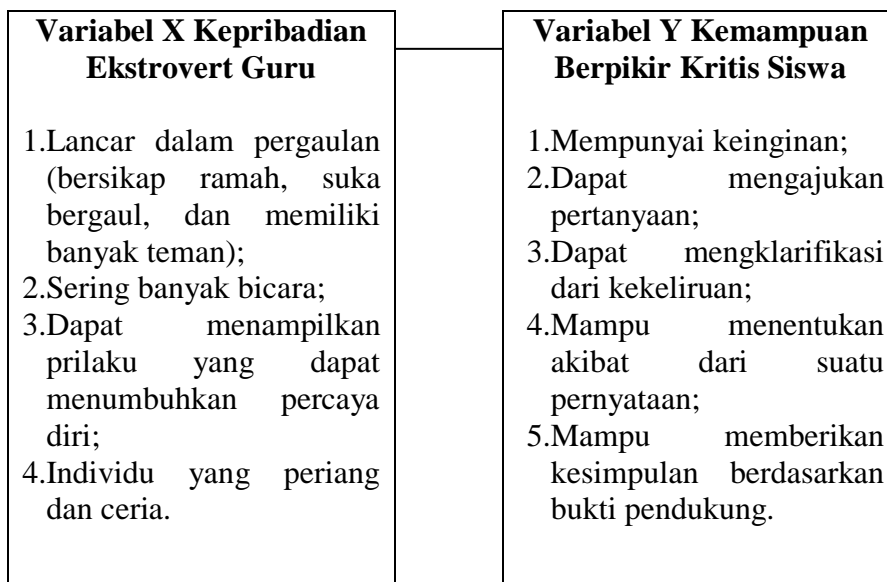 Variabel X Kepribadian
Ekstrovert Guru
1.Lancar dalam pergaulan
(bersikap ramah, suka
bergaul, dan memiliki
banyak teman);
2.Sering banyak bicara;
3.Dapat menampilkan
prilaku yang dapat
menumbuhkan percaya
diri;
4.Individu yang periang
dan ceria.
Variabel Y Kemampuan
Berpikir Kritis Siswa
1.Mempunyai keinginan;
2.Dapat mengajukan
pertanyaan;
3.Dapat mengklarifikasi
dari kekeliruan;
4.Mampu menentukan
akibat dari suatu
pernyataan;
5.Mampu memberikan
kesimpulan berdasarkan
bukti pendukung.